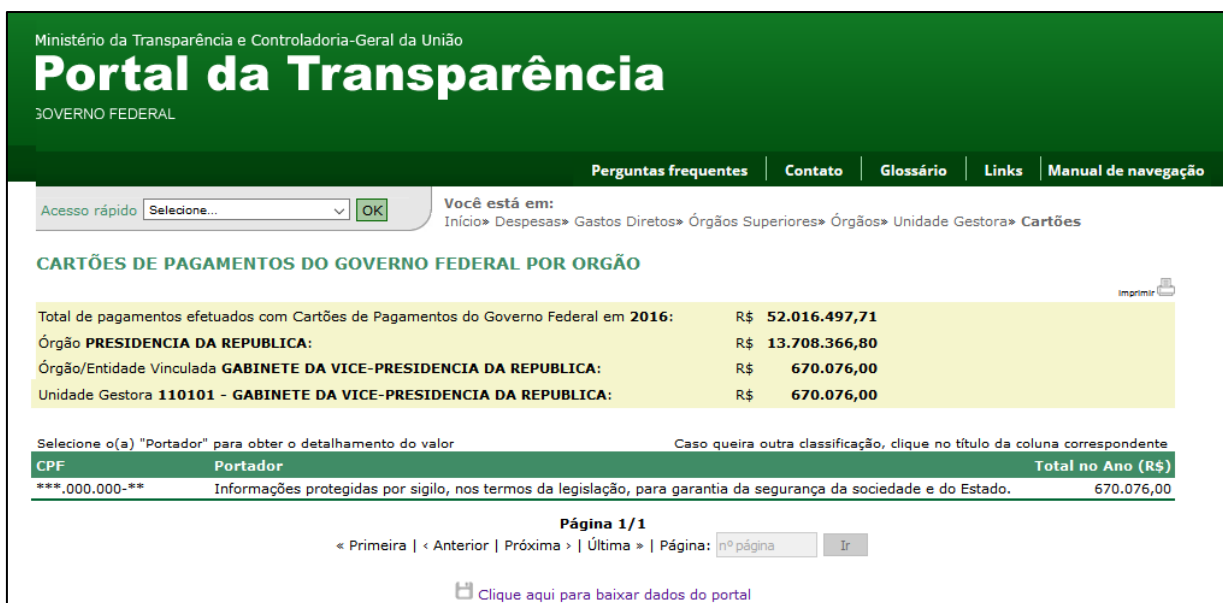 Ministério da Transparência e Controladoria-Geral da União
Portal da Transparência
GOVERNO FEDERAL
Perguntas frequentes | Contato | Glossário | Links | Manual de navegação
Acesso rápido Selecione... OK
Você está em:
Início» Despesas» Gastos Diretos» Órgãos Superiores» Órgãos» Unidade Gestora» Cartões
CARTÕES DE PAGAMENTOS DO GOVERNO FEDERAL POR ORGÃO
Imprimir
Total de pagamentos efetuados com Cartões de Pagamentos do Governo Federal em 2016: R$ 52.016.497,71
Órgão PRESIDENCIA DA REPUBLICA: R$ 13.708.366,80
Órgão/Entidade Vinculada GABINETE DA VICE-PRESIDENCIA DA REPUBLICA: R$ 670.076,00
Unidade Gestora 110101 - GABINETE DA VICE-PRESIDENCIA DA REPUBLICA: R$ 670.076,00
Selecione o(a) "Portador" para obter o detalhamento do valor Caso queira outra classificação, clique no título da coluna correspondente
CPF Portador Total no Ano (R$)
***.000.000-** Informações protegidas por sigilo, nos termos da legislação, para garantia da segurança da sociedade e do Estado. 670.076,00
Página 1/1
« Primeira | ‹ Anterior | Próxima › | Última » | Página: nº página Ir
Clique aqui para baixar dados do portal